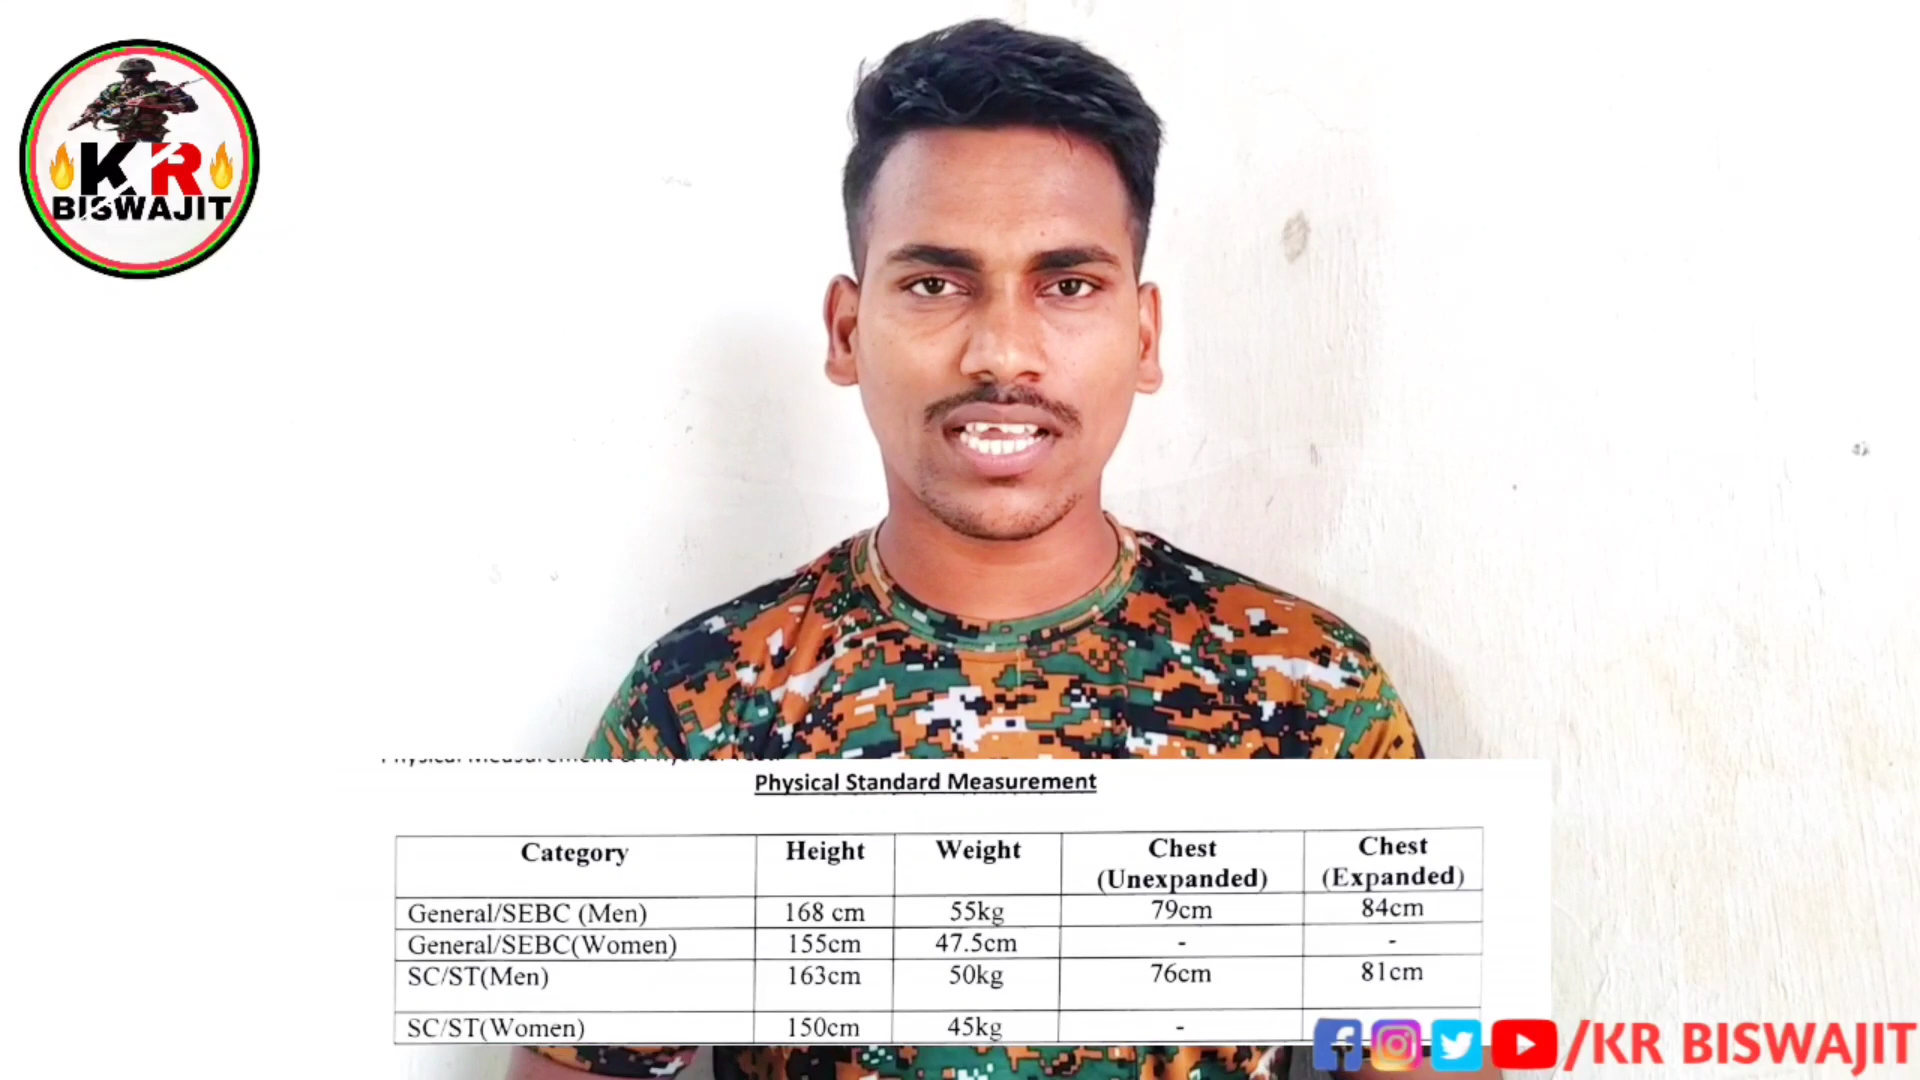 KR
BISWAJIT
Physical Standard Measurement
Category Height Weight Chest (Unexpanded) Chest (Expanded)
General/SEBC (Men) 168 cm 55kg 79cm 84cm
General/SEBC(Women) 155cm 47.5cm - -
SC/ST(Men) 163cm 50kg 76cm 81cm
SC/ST(Women) 150cm 45kg -
/KR BISWAJIT